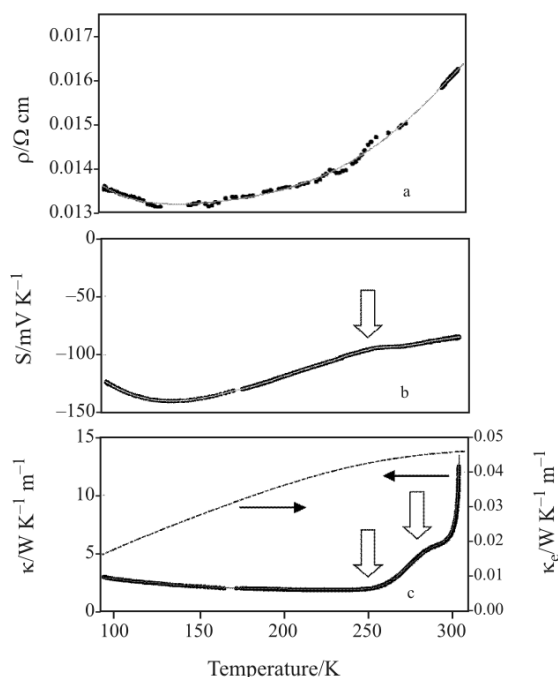 0.017
0.016
0.015
0.014
0.013
ρ/Ω cm
a
0
−50
−100
−150
S/mV K⁻¹
b
15
10
5
0
κ/W K⁻¹ m⁻¹
0.05
0.04
0.03
0.02
0.01
0.00
κₑ/W K⁻¹ m⁻¹
c
100 150 200 250 300
Temperature/K